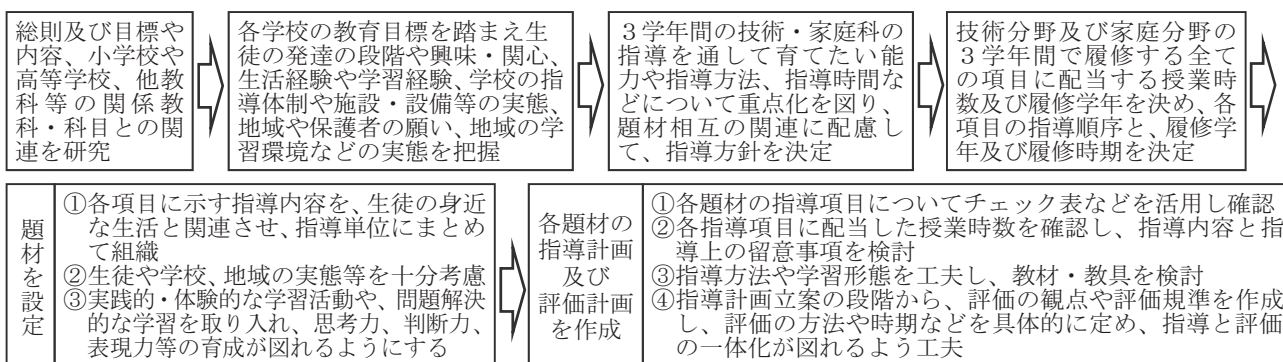 総則及び目標や
内容、小学校や
高等学校、他教
科等の関係教
科・科目との関
連を研究
各学校の教育目標を踏まえ生
徒の発達の段階や興味・関心、
生活経験や学習経験、学校の指
導体制や施設・設備等の実態、
地域や保護者の願い、地域の学
習環境などの実態を把握
３学年間の技術・家庭科の
指導を通して育てたい能
力や指導方法、指導時間な
どについて重点化を図り、
題材相互の関連に配慮し
て、指導方針を決定
技術分野及び家庭分野の
３学年間で履修する全て
の項目に配当する授業時
数及び履修学年を決め、各
項目の指導順序と、履修学
年及び履修時期を決定
題材を設定
①各項目に示す指導内容を、生徒の身近
な生活と関連させ、指導単位にまとめ
て組織
②生徒や学校、地域の実態等を十分考慮
③実践的・体験的な学習活動や、問題解決
的な学習を取り入れ、思考力、判断力、
表現力等の育成が図れるようにする
各題材の
指導計画
及び
評価計画
を作成
①各題材の指導項目についてチェック表などを活用し確認
②各指導項目に配当した授業時数を確認し、指導内容と指
導上の留意事項を検討
③指導方法や学習形態を工夫し、教材・教具を検討
④指導計画立案の段階から、評価の観点や評価規準を作成
し、評価の方法や時期などを具体的に定め、指導と評価
の一体化が図れるよう工夫